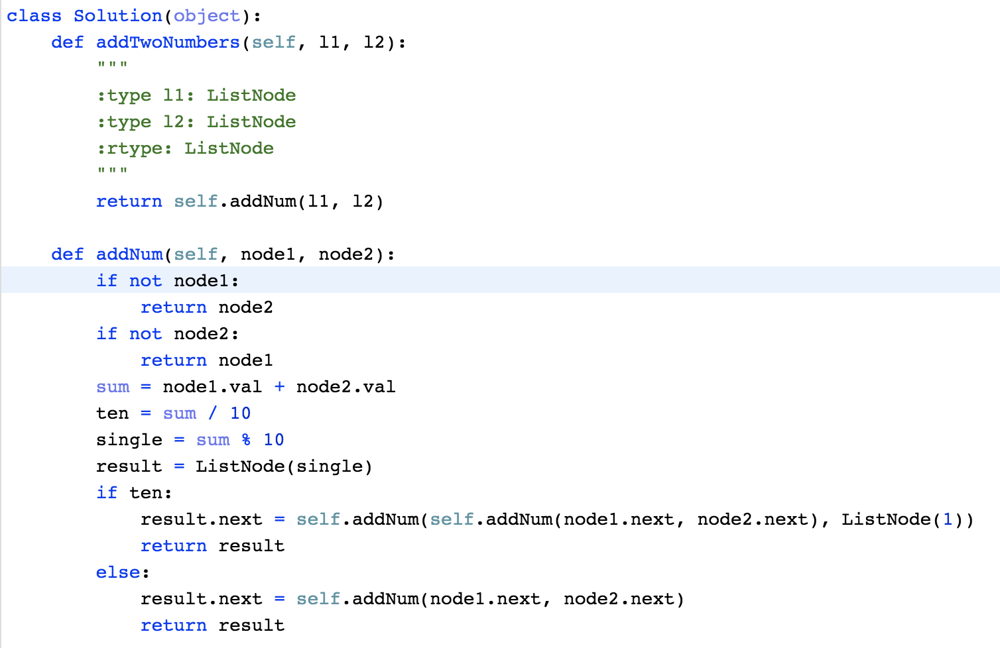 class Solution(object):
    def addTwoNumbers(self, l1, l2):
        """
        :type l1: ListNode
        :type l2: ListNode
        :rtype: ListNode
        """
        return self.addNum(l1, l2)

    def addNum(self, node1, node2):
        if not node1:
            return node2
        if not node2:
            return node1
        sum = node1.val + node2.val
        ten = sum / 10
        single = sum % 10
        result = ListNode(single)
        if ten:
            result.next = self.addNum(self.addNum(node1.next, node2.next), ListNode(1))
            return result
        else:
            result.next = self.addNum(node1.next, node2.next)
            return result